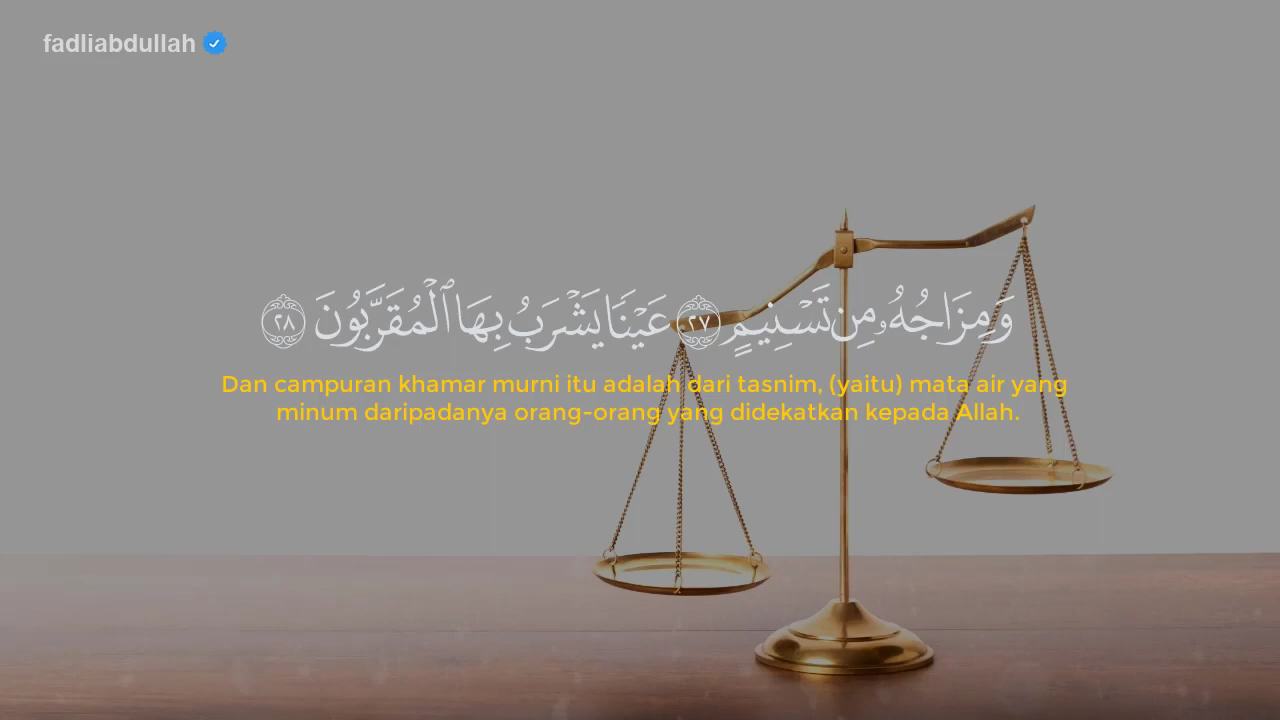 fadliabdullah
وَمِزَاجُهُۥ مِن تَسْنِيمٍ ٢٧ عَيْنًا يَشْرَبُ بِهَا ٱلْمُقَرَّبُونَ ٢٨
Dan campuran khamar murni itu adalah dari tasnim, (yaitu) mata air yang
minum daripadanya orang-orang yang didekatkan kepada Allah.